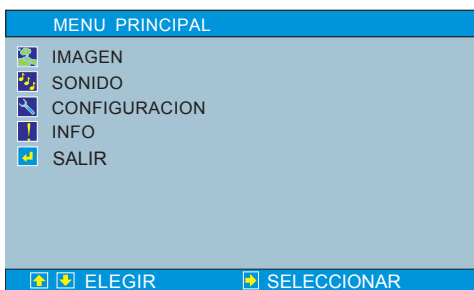 MENU PRINCIPAL
IMAGEN
SONIDO
CONFIGURACION
INFO
SALIR
ELEGIR SELECCIONAR